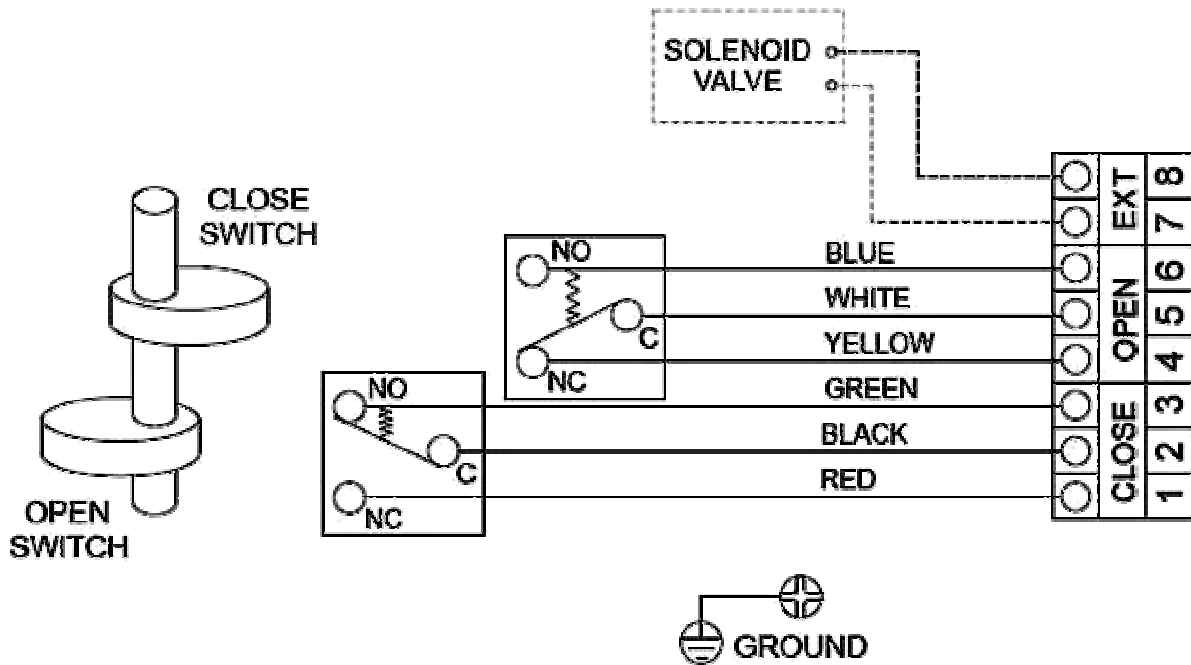 SOLENOID
VALVE
CLOSE
SWITCH
OPEN
SWITCH
NO
C
NC
NO
C
NC
BLUE
WHITE
YELLOW
GREEN
BLACK
RED
EXT
OPEN
CLOSE
8
7
6
5
4
3
2
1
GROUND